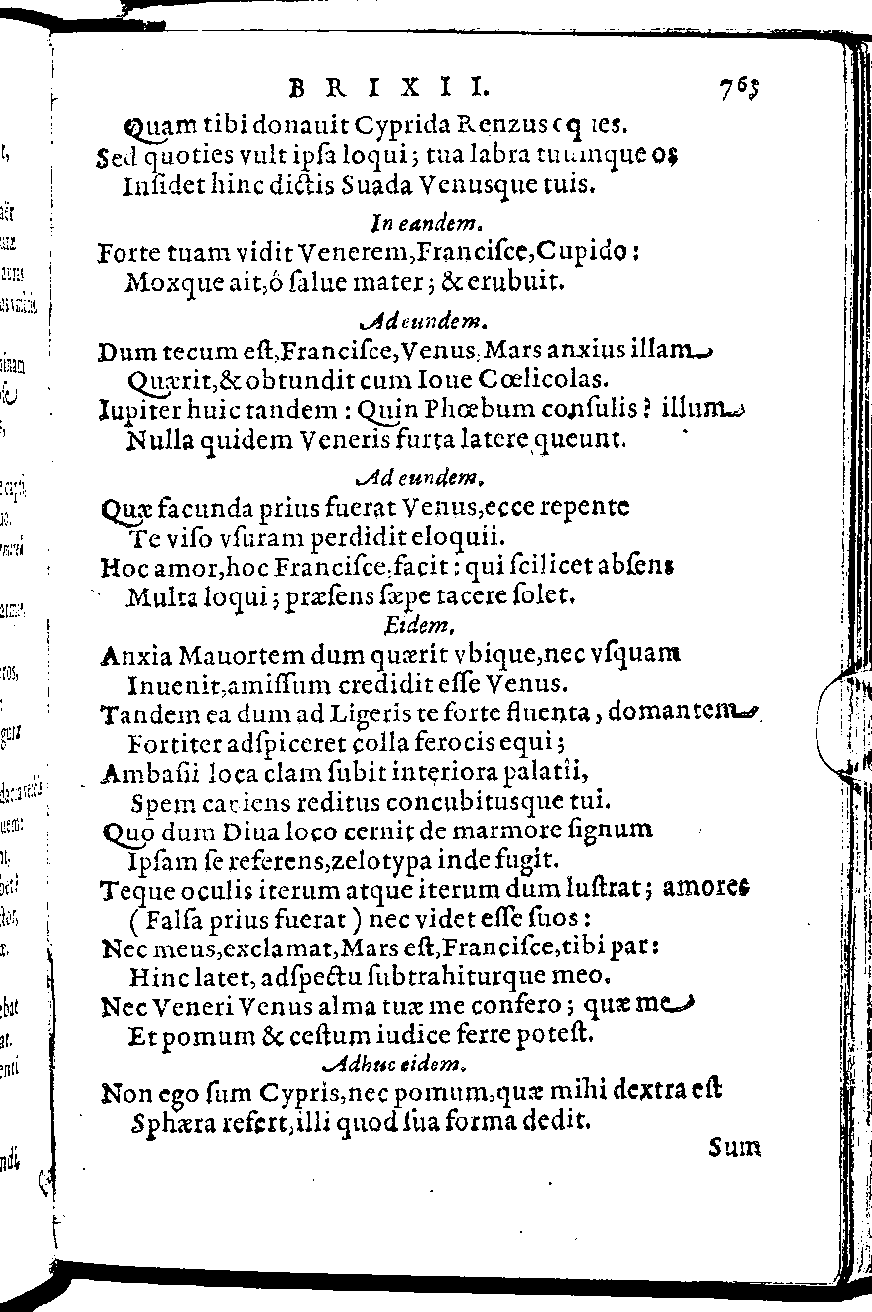 BRIXII. 763
Quam tibi donauit Cyprida Renzus eques.
Sed quoties vult ipſa loqui; tua labra tuumque os
Inſidet hinc dictis Suada Venusque tuis.
In eandem.
Forte tuam vidit Venerem, Franciſce, Cupido:
Moxque ait, ó ſalue mater; & erubuit.
Ad eundem.
Dum tecum eſt, Franciſce, Venus, Mars anxius illam
Quærit, & obtundit cum Ioue Cœlicolas.
Iupiter huic tandem: Quin Phœbum conſulis? illum
Nulla quidem Veneris furta latere queunt.
Ad eundem.
Quæ facunda prius fuerat Venus, ecce repente
Te viſo vſuram perdidit eloquii.
Hoc amor, hoc Franciſce, facit: qui ſcilicet abſens
Multa loqui; præſens ſæpe tacere ſolet.
Eidem.
Anxia Mauortem dum quærit vbique, nec vſquam
Inuenit, amiſſum credidit eſſe Venus.
Tandem ea dum ad Ligeris te forte fluenta, domantem
Fortiter adſpiceret colla ferocis equi;
Ambaſii loca clam ſubit interiora palatii,
Spem capiens reditus concubitusque tui.
Quo dum Diua loco cernit de marmore ſignum
Ipſam ſe referens, zelotypa inde fugit.
Teque oculis iterum atque iterum dum luſtrat; amores
(Falſa prius fuerat) nec videt eſſe ſuos:
Nec meus, exclamat, Mars eſt, Franciſce, tibi par:
Hinc latet, adſpectu ſubtrahiturque meo.
Nec Veneri Venus alma tuæ me confero; quæ me
Et pomum & ceſtum iudice ferre poteſt.
Adhuc eidem.
Non ego ſum Cypris, nec pomum, quæ mihi dextra eſt
Sphæra refert, illi quod ſua forma dedit.
Sum